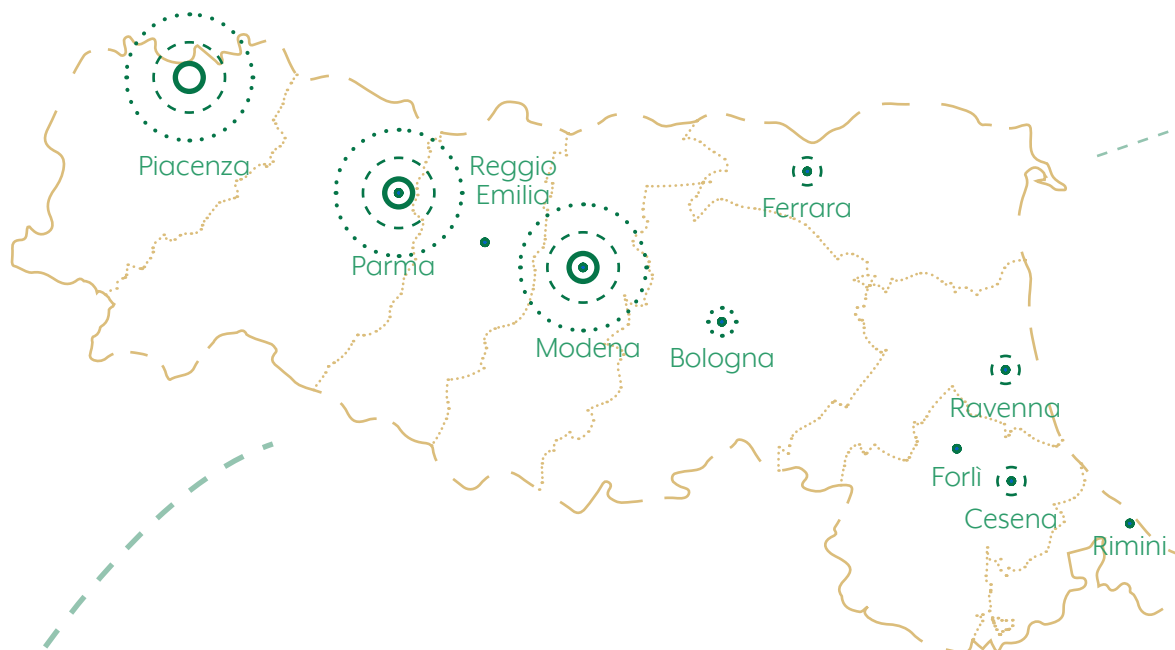 Piacenza
Reggio
Emilia
Parma
Ferrara
Modena
Bologna
Ravenna
Forlì
Cesena
Rimini